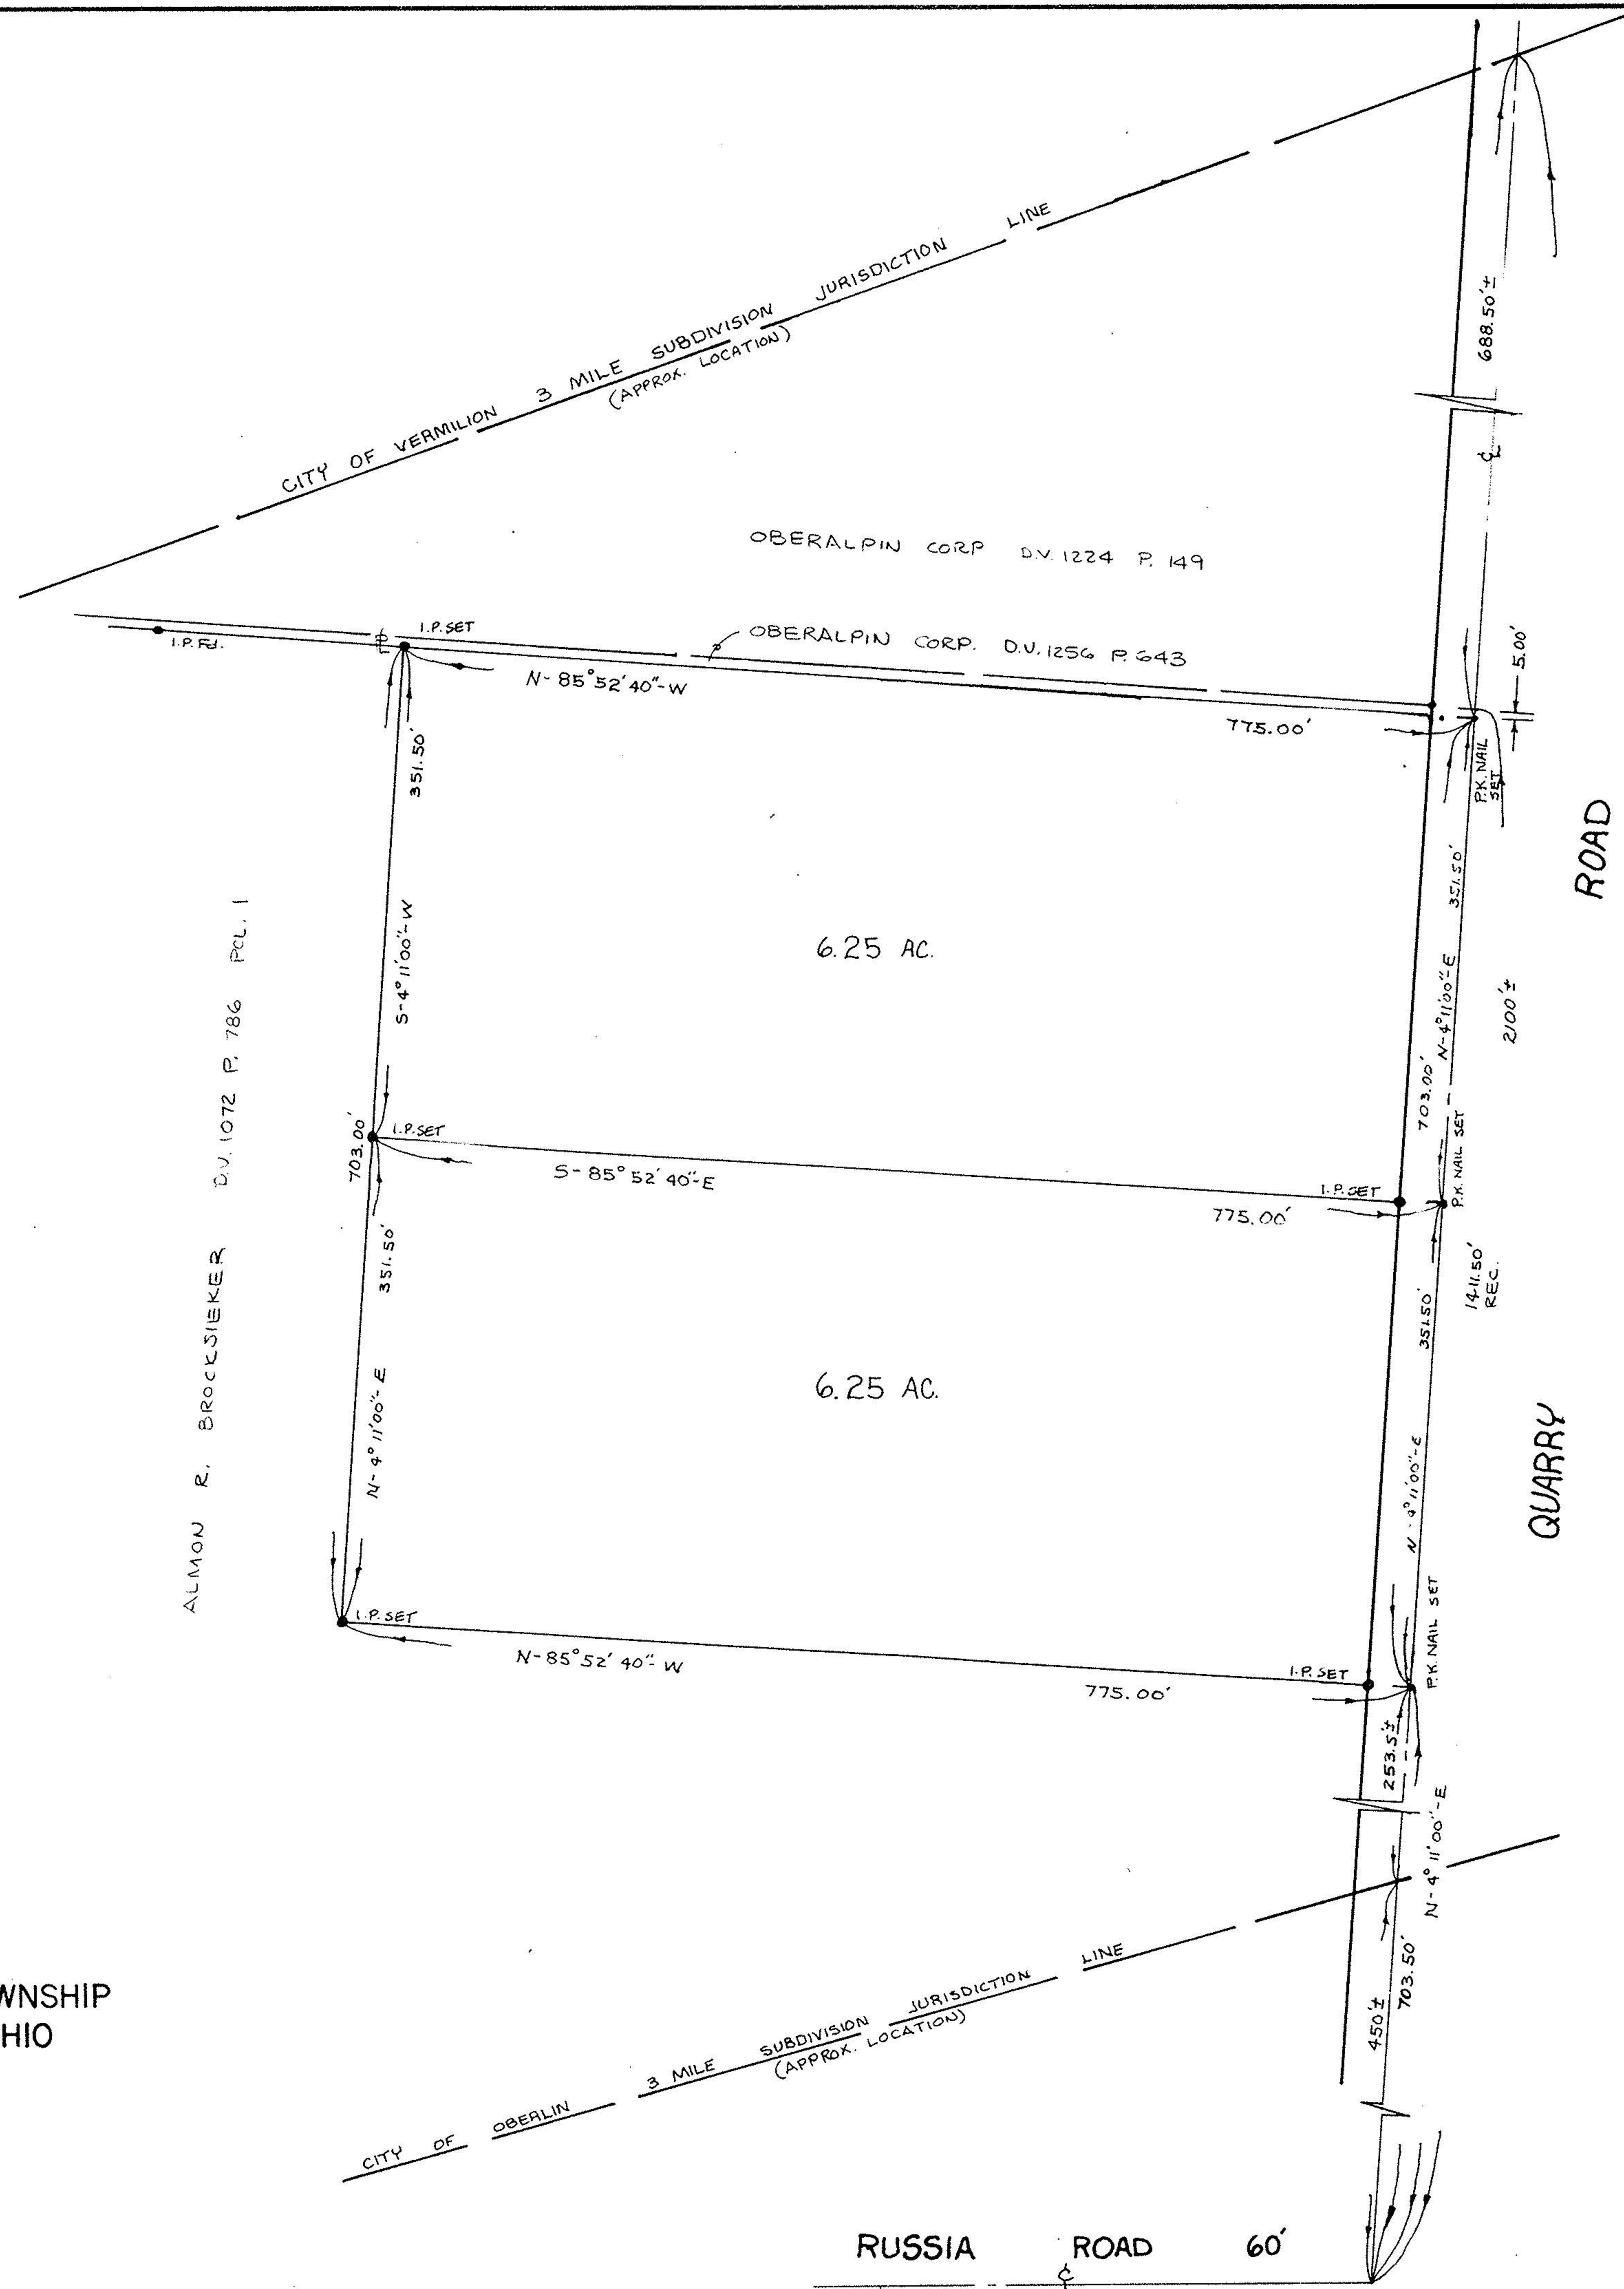 688.50'±
CITY OF VERMILION 3 MILE SUBDIVISION JURISDICTION LINE
(APPROX. LOCATION)
℄
OBERALPIN CORP D.V. 1224 P. 149
I.P. Fd.
I.P. SET
OBERALPIN CORP. D.V. 1256 P. 643
5.00'
N-85°52'40"-W
775.00'
P.K. NAIL
SET
351.50'
351.50'
ROAD
S-4°11'00"-W
6.25 AC.
N-4°11'00"-E
2100'±
ALMON R. BROCKSIEKER D.V. 1072 P. 786 PCL. 1
703.00'
703.00'
I.P. SET
P.K. NAIL SET
S-85°52'40"-E
I.P. SET
775.00'
351.50'
351.50'
1411.50'
REC.
N-4°11'00"-E
6.25 AC.
N-4°11'00"-E
QUARRY
I.P. SET
P.K. NAIL SET
N-85°52'40"-W
I.P. SET
775.00'
253.5'±
N-4°11'00"-E
CITY OF OBERLIN 3 MILE SUBDIVISION JURISDICTION LINE
(APPROX. LOCATION)
703.50'
450'±
WNSHIP
HIO
RUSSIA ROAD 60'
℄